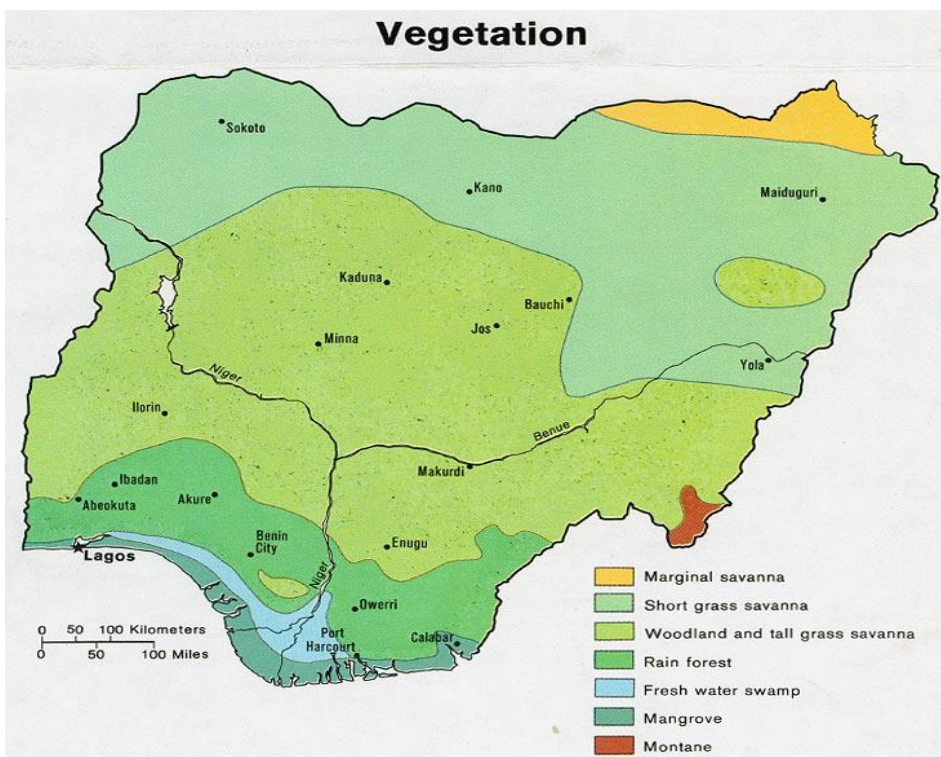 Vegetation
Sokoto
Kano
Maiduguri
Kaduna
Bauchi
Jos
Minna
Yola
Niger
Ilorin
Benue
Makurdi
Ibadan
Abeokuta
Akure
Benin
City
Enugu
Lagos
Niger
Owerri
Port
Harcourt
Calabar
0 50 100 Kilometers
0 50 100 Miles
Marginal savanna
Short grass savanna
Woodland and tall grass savanna
Rain forest
Fresh water swamp
Mangrove
Montane